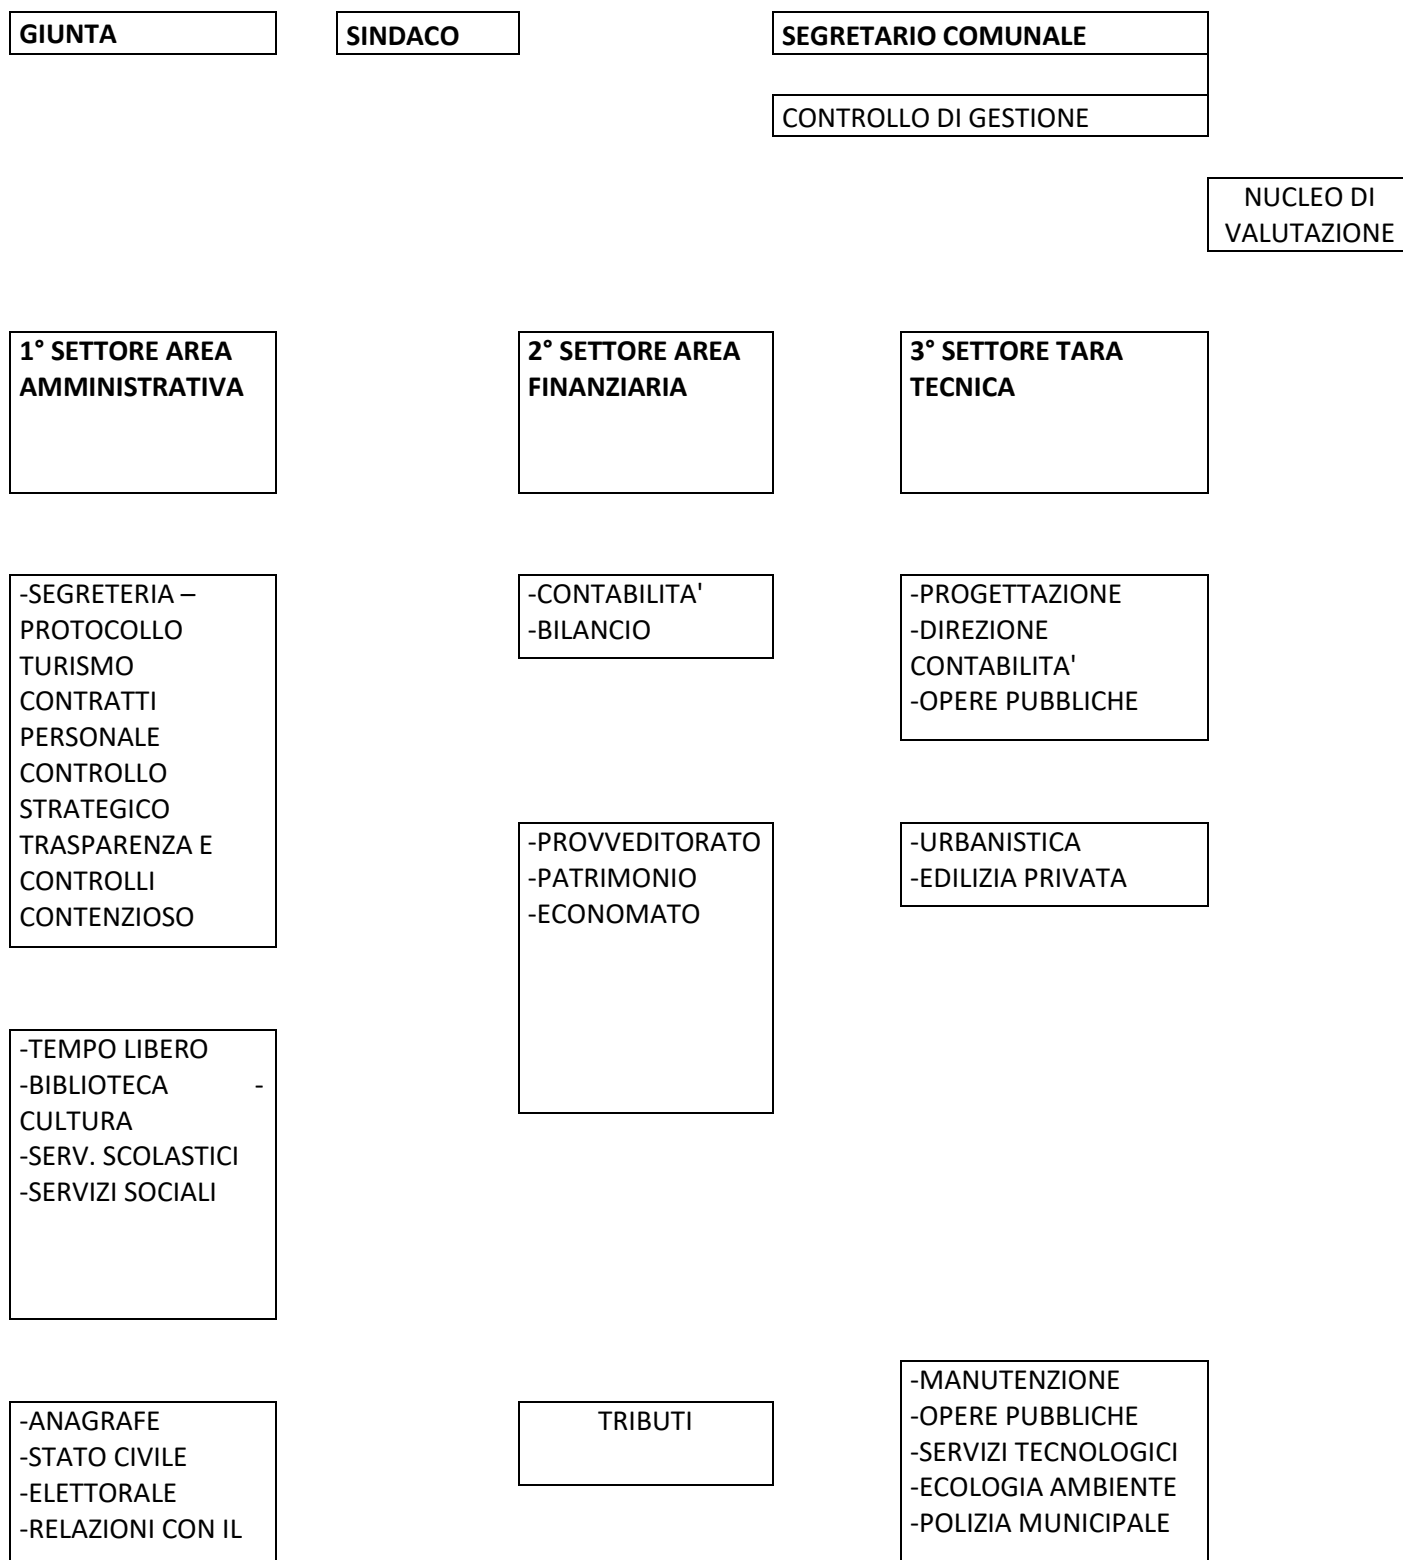 GIUNTA
SINDACO
SEGRETARIO COMUNALE
CONTROLLO DI GESTIONE
NUCLEO DI
VALUTAZIONE
1° SETTORE AREA
AMMINISTRATIVA
2° SETTORE AREA
FINANZIARIA
3° SETTORE TARA
TECNICA
-SEGRETERIA –
PROTOCOLLO
TURISMO
CONTRATTI
PERSONALE
CONTROLLO
STRATEGICO
TRASPARENZA E
CONTROLLI
CONTENZIOSO
-CONTABILITA'
-BILANCIO
-PROGETTAZIONE
-DIREZIONE
CONTABILITA'
-OPERE PUBBLICHE
-PROVVEDITORATO
-PATRIMONIO
-ECONOMATO
-URBANISTICA
-EDILIZIA PRIVATA
-TEMPO LIBERO
-BIBLIOTECA -
CULTURA
-SERV. SCOLASTICI
-SERVIZI SOCIALI
-ANAGRAFE
-STATO CIVILE
-ELETTORALE
-RELAZIONI CON IL
TRIBUTI
-MANUTENZIONE
-OPERE PUBBLICHE
-SERVIZI TECNOLOGICI
-ECOLOGIA AMBIENTE
-POLIZIA MUNICIPALE